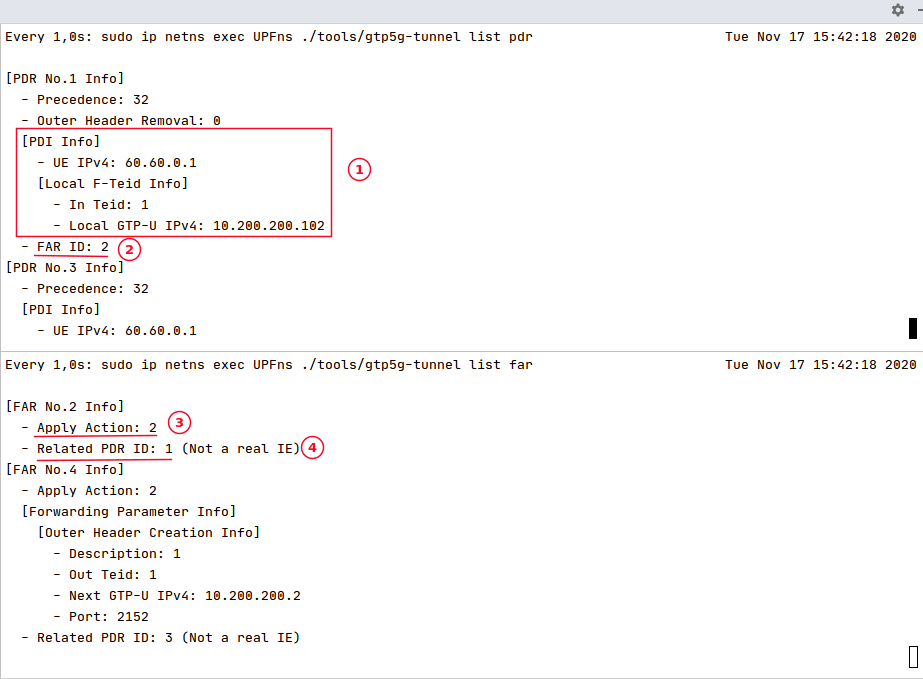 Every 1,0s: sudo ip netns exec UPFns ./tools/gtp5g-tunnel list pdr Tue Nov 17 15:42:18 2020
[PDR No.1 Info]
- Precedence: 32
- Outer Header Removal: 0
[PDI Info]
- UE IPv4: 60.60.0.1
1
[Local F-Teid Info]
- In Teid: 1
- Local GTP-U IPv4: 10.200.200.102
- FAR ID: 2 2
[PDR No.3 Info]
- Precedence: 32
[PDI Info]
- UE IPv4: 60.60.0.1
Every 1,0s: sudo ip netns exec UPFns ./tools/gtp5g-tunnel list far Tue Nov 17 15:42:18 2020
[FAR No.2 Info]
- Apply Action: 2 3
- Related PDR ID: 1 (Not a real IE) 4
[FAR No.4 Info]
- Apply Action: 2
[Forwarding Parameter Info]
[Outer Header Creation Info]
- Description: 1
- Out Teid: 1
- Next GTP-U IPv4: 10.200.200.2
- Port: 2152
- Related PDR ID: 3 (Not a real IE)